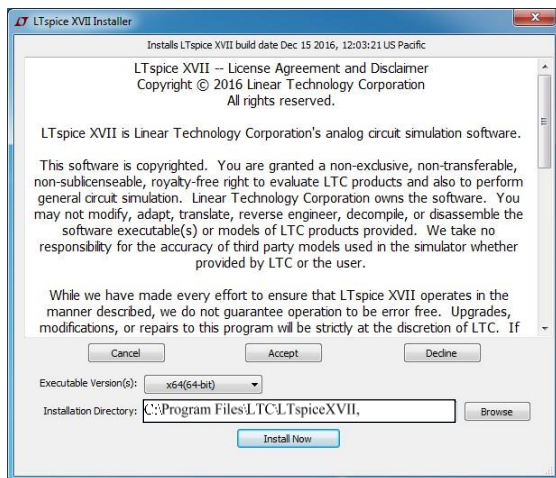 LTspice XVII Installer
Installs LTspice XVII build date Dec 15 2016, 12:03:21 US Pacific
LTspice XVII -- License Agreement and Disclaimer
Copyright © 2016 Linear Technology Corporation
All rights reserved.
LTspice XVII is Linear Technology Corporation's analog circuit simulation software.
This software is copyrighted. You are granted a non-exclusive, non-transferable,
non-sublicenseable, royalty-free right to evaluate LTC products and also to perform
general circuit simulation. Linear Technology Corporation owns the software. You
may not modify, adapt, translate, reverse engineer, decompile, or disassemble the
software executable(s) or models of LTC products provided. We take no
responsibility for the accuracy of third party models used in the simulator whether
provided by LTC or the user.
While we have made every effort to ensure that LTspice XVII operates in the
manner described, we do not guarantee operation to be error free. Upgrades,
modifications, or repairs to this program will be strictly at the discretion of LTC. If
Cancel Accept Decline
Executable Version(s): x64(64-bit)
Installation Directory: C:\Program Files\LTC\LTspiceXVII, Browse
Install Now